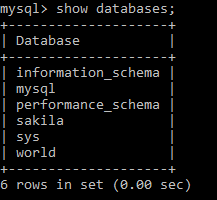 mysql> show databases;
+--------------------+
| Database           |
+--------------------+
| information_schema |
| mysql              |
| performance_schema |
| sakila             |
| sys                |
| world              |
+--------------------+
6 rows in set (0.00 sec)